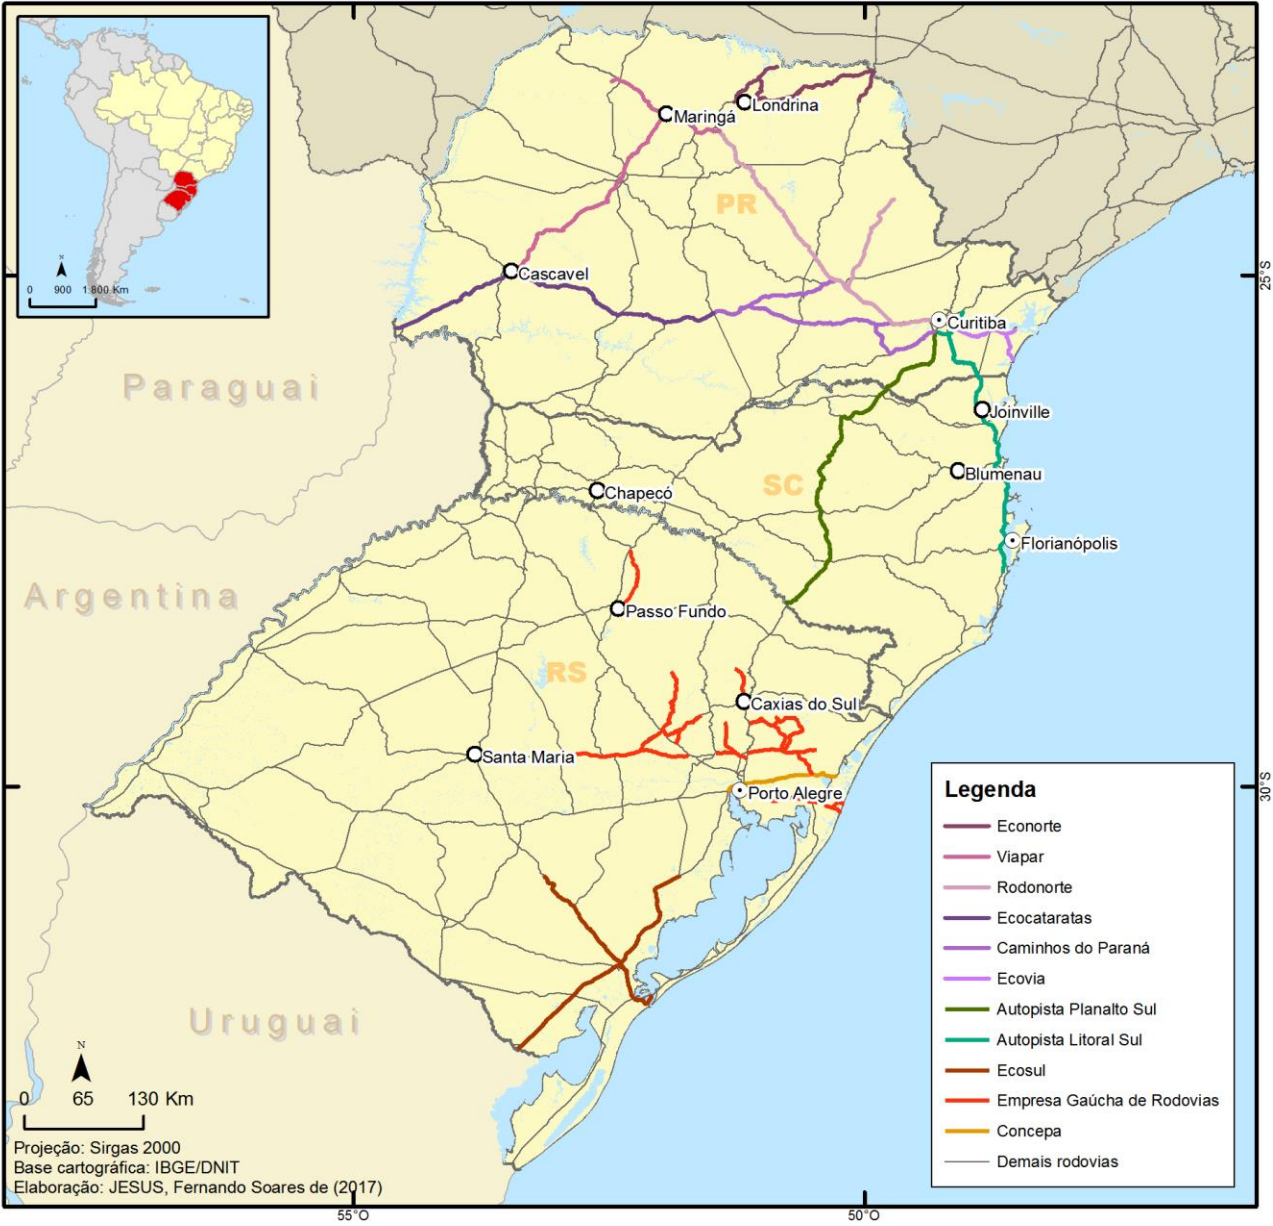 N
0 900 1 800 Km
Londrina
Maringá
PR
25°S
Cascavel
Curitiba
Paraguai
Joinville
Blumenau
SC
Chapecó
Florianópolis
Argentina
Passo Fundo
RS
Caxias do Sul
Santa Maria
30°S
Porto Alegre
Legenda
Econorte
Viapar
Rodonorte
Ecocataratas
Caminhos do Paraná
Ecovia
Autopista Planalto Sul
Autopista Litoral Sul
Ecosul
Empresa Gaúcha de Rodovias
Concepa
Demais rodovias
Uruguai
N
0 65 130 Km
Projeção: Sirgas 2000
Base cartográfica: IBGE/DNIT
Elaboração: JESUS, Fernando Soares de (2017)
55°O 50°O